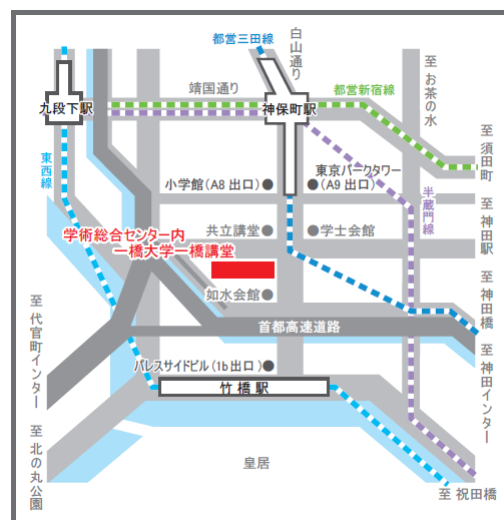 都営三田線
白山通り
至 お茶の水
靖国通り
都営新宿線
九段下駅
神保町駅
至 須田町
東西線
小学館(A8 出口)
東京パークタワー
(A9 出口)
半蔵門線
至 神田駅
共立講堂
学士会館
学術総合センター内
一橋大学一橋講堂
如水会館
至 神田橋
首都高速道路
至 代官町インター
至 神田インター
パレスサイドビル(1b 出口)
竹橋駅
至 北の丸公園
皇居
至 祝田橋